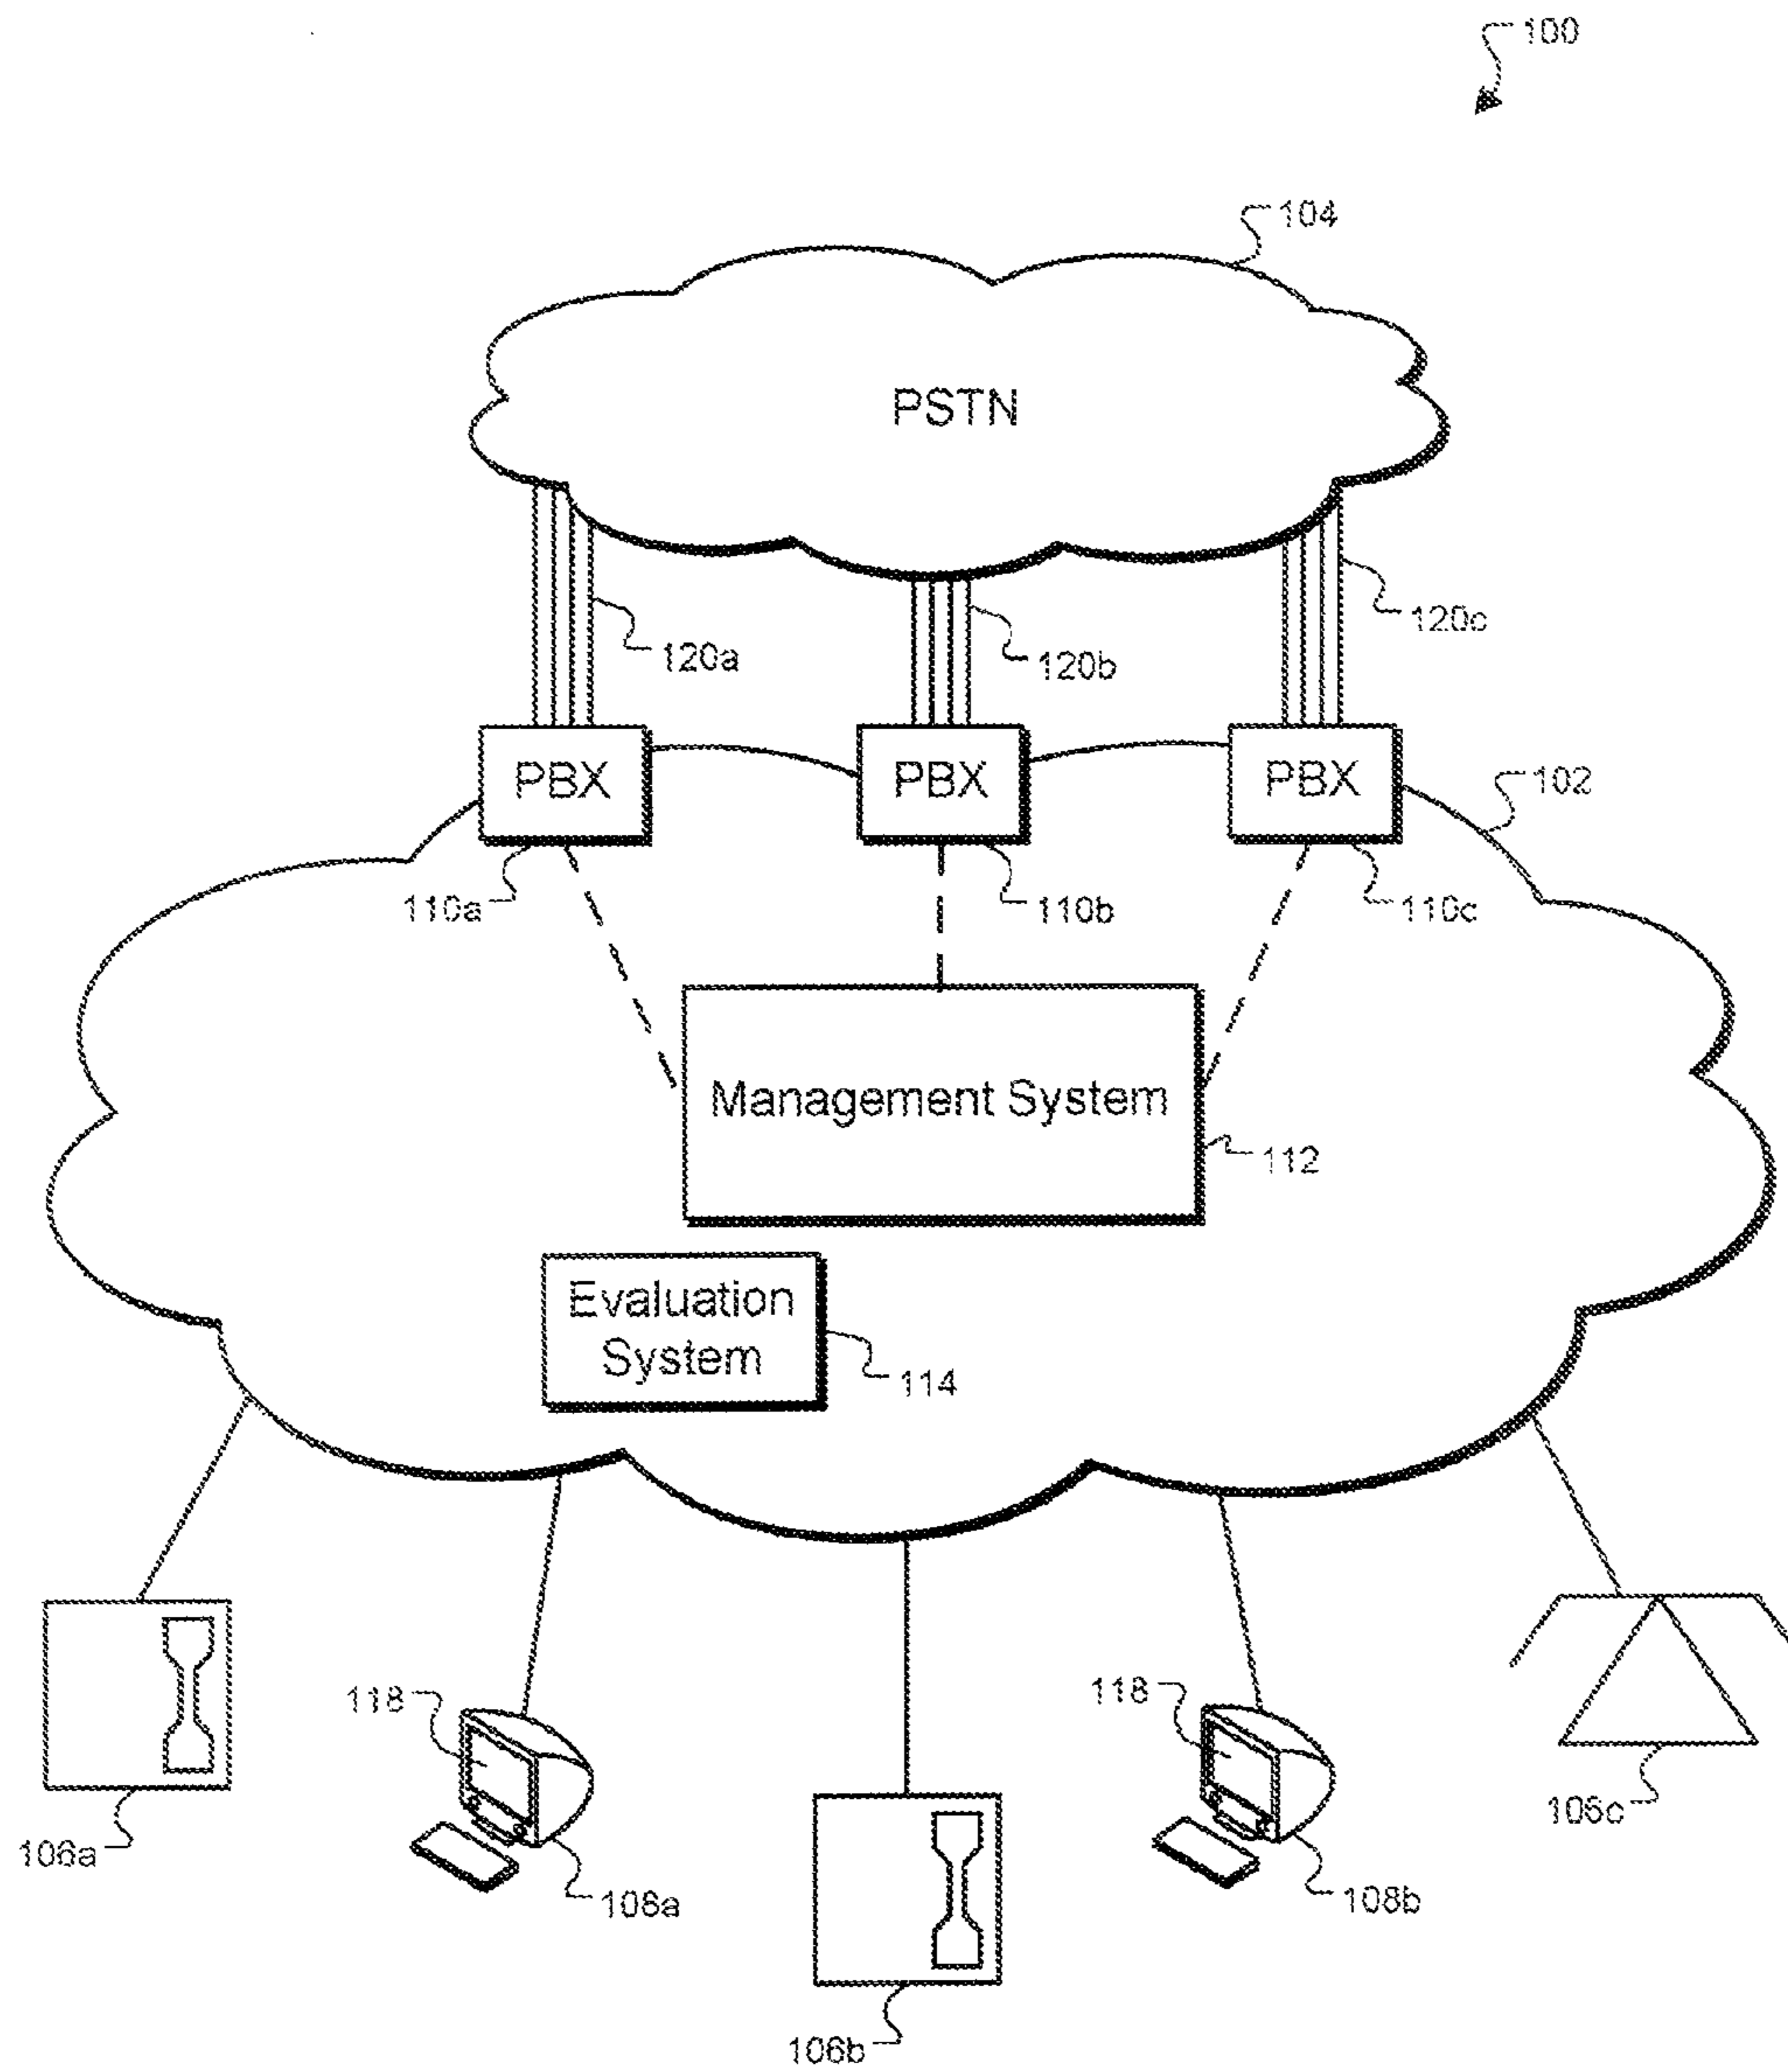 100
104
PSTN
120a
120b
120c
PBX
PBX
PBX
102
110a
110b
110c
Management System
112
Evaluation
System
114
118
118
106a
108a
108b
106c
106b